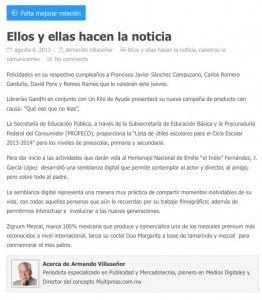 Falta mejorar relación
Ellos y ellas hacen la noticia
agosto 8, 2013 Armando Villaseñor Ellos y ellas hacen la noticia, nosotros la
comunicamos No comments
Felicidades en su respectivo cumpleaños a Francisco Javier Sánchez Campuzano, Carlos Romero
Garduño, David Pons y Romeo Ramos que lo celebran este jueves.
Librerías Gandhi en conjunto con Un Kilo de Ayuda presentará su nueva campaña de producto con
causa: "Qué oso que no leas".
La Secretaría de Educación Pública, a través de la Subsecretaría de Educación Básica y la Procuraduría
Federal del Consumidor (PROFECO), proporciona la "Lista de útiles escolares para el Ciclo Escolar
2013-2014" para los niveles de preescolar, primaria y secundaria.
Para dar inicio a las actividades que darán vida al Homenaje Nacional de Emilio "el Indio" Fernández, J.
García López desarrolló una semblanza digital que permite contemplar al actor y director, al amigo;
pero sobre todo al padre.
La semblanza digital representa una manera muy práctica de compartir momentos inolvidables de su
vida, con todas aquellas personas que aún lo recuerdan por su trabajo filmográfico; además de
permitirnos interactuar e involucrar a las nuevas generaciones.
Zignum Mezcal, marca 100% mexicana que produce y comercializa uno de los mezcales premium más
reconocidos a nivel internacional, lanza su coctel Duo Margarita a base de tamarindo y mezcal para
conmemorar el mes patrio.
Acerca de Armando Villaseñor
Periodista especializado en Publicidad y Mercadotecnia, pionero en Medios Digitales y
Director del concepto Multipress.com.mx